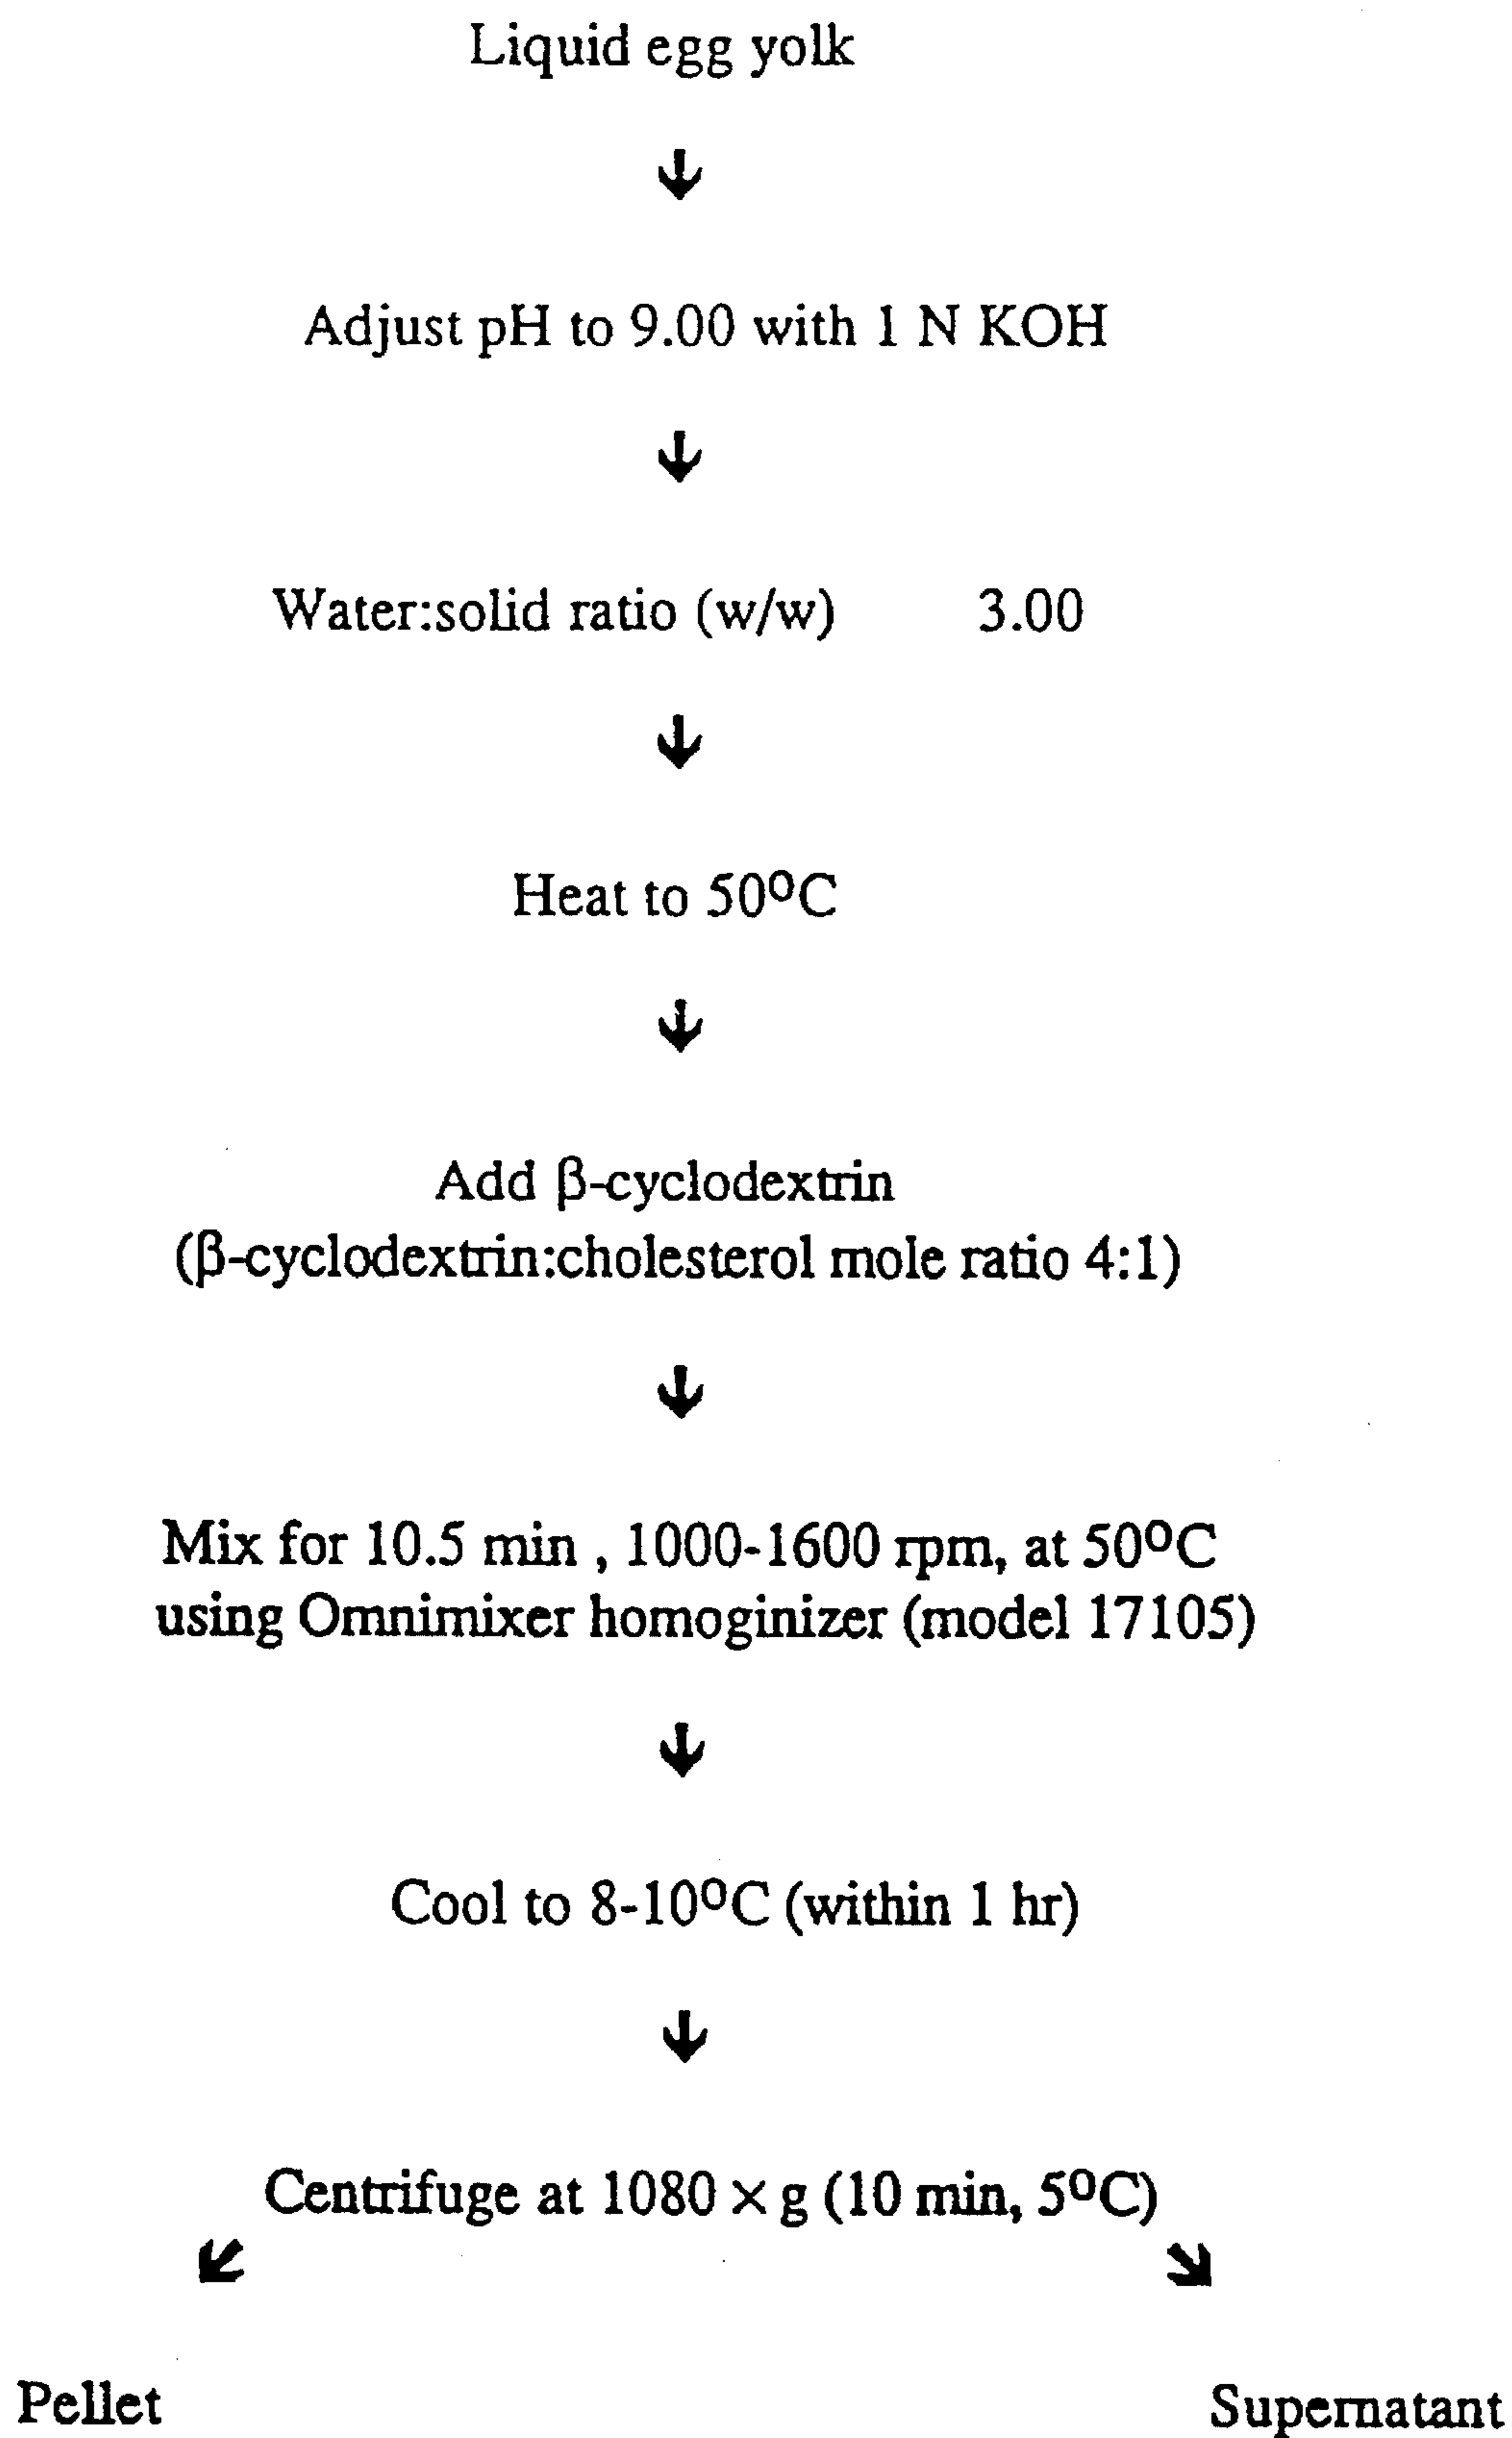 Liquid egg yolk
↓
Adjust pH to 9.00 with 1 N KOH
↓
Water:solid ratio (w/w) 3.00
↓
Heat to 50ºC
↓
Add β-cyclodextrin
(β-cyclodextrin:cholesterol mole ratio 4:1)
↓
Mix for 10.5 min , 1000-1600 rpm, at 50ºC
using Omnimixer homoginizer (model 17105)
↓
Cool to 8-10ºC (within 1 hr)
↓
Centrifuge at 1080 × g (10 min, 5ºC)
↙ ↘
Pellet Supernatant